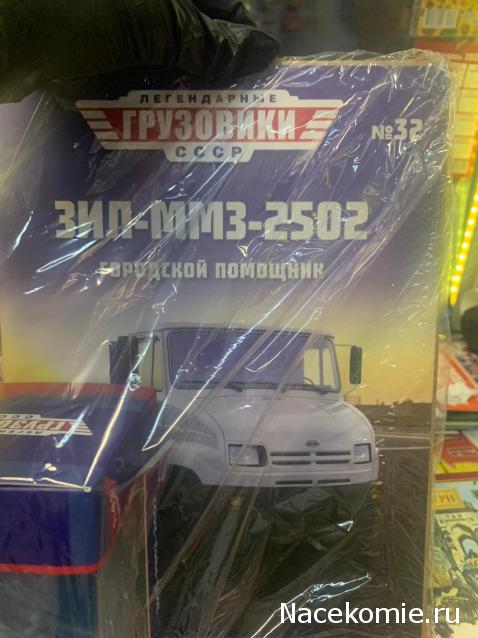 ЛЕГЕНДАРНЫЕ
ГРУЗОВИКИ
СССР
№32
ЗИЛ-ММЗ-2502
ГОРОДСКОЙ ПОМОЩНИК
Nacekomie.ru